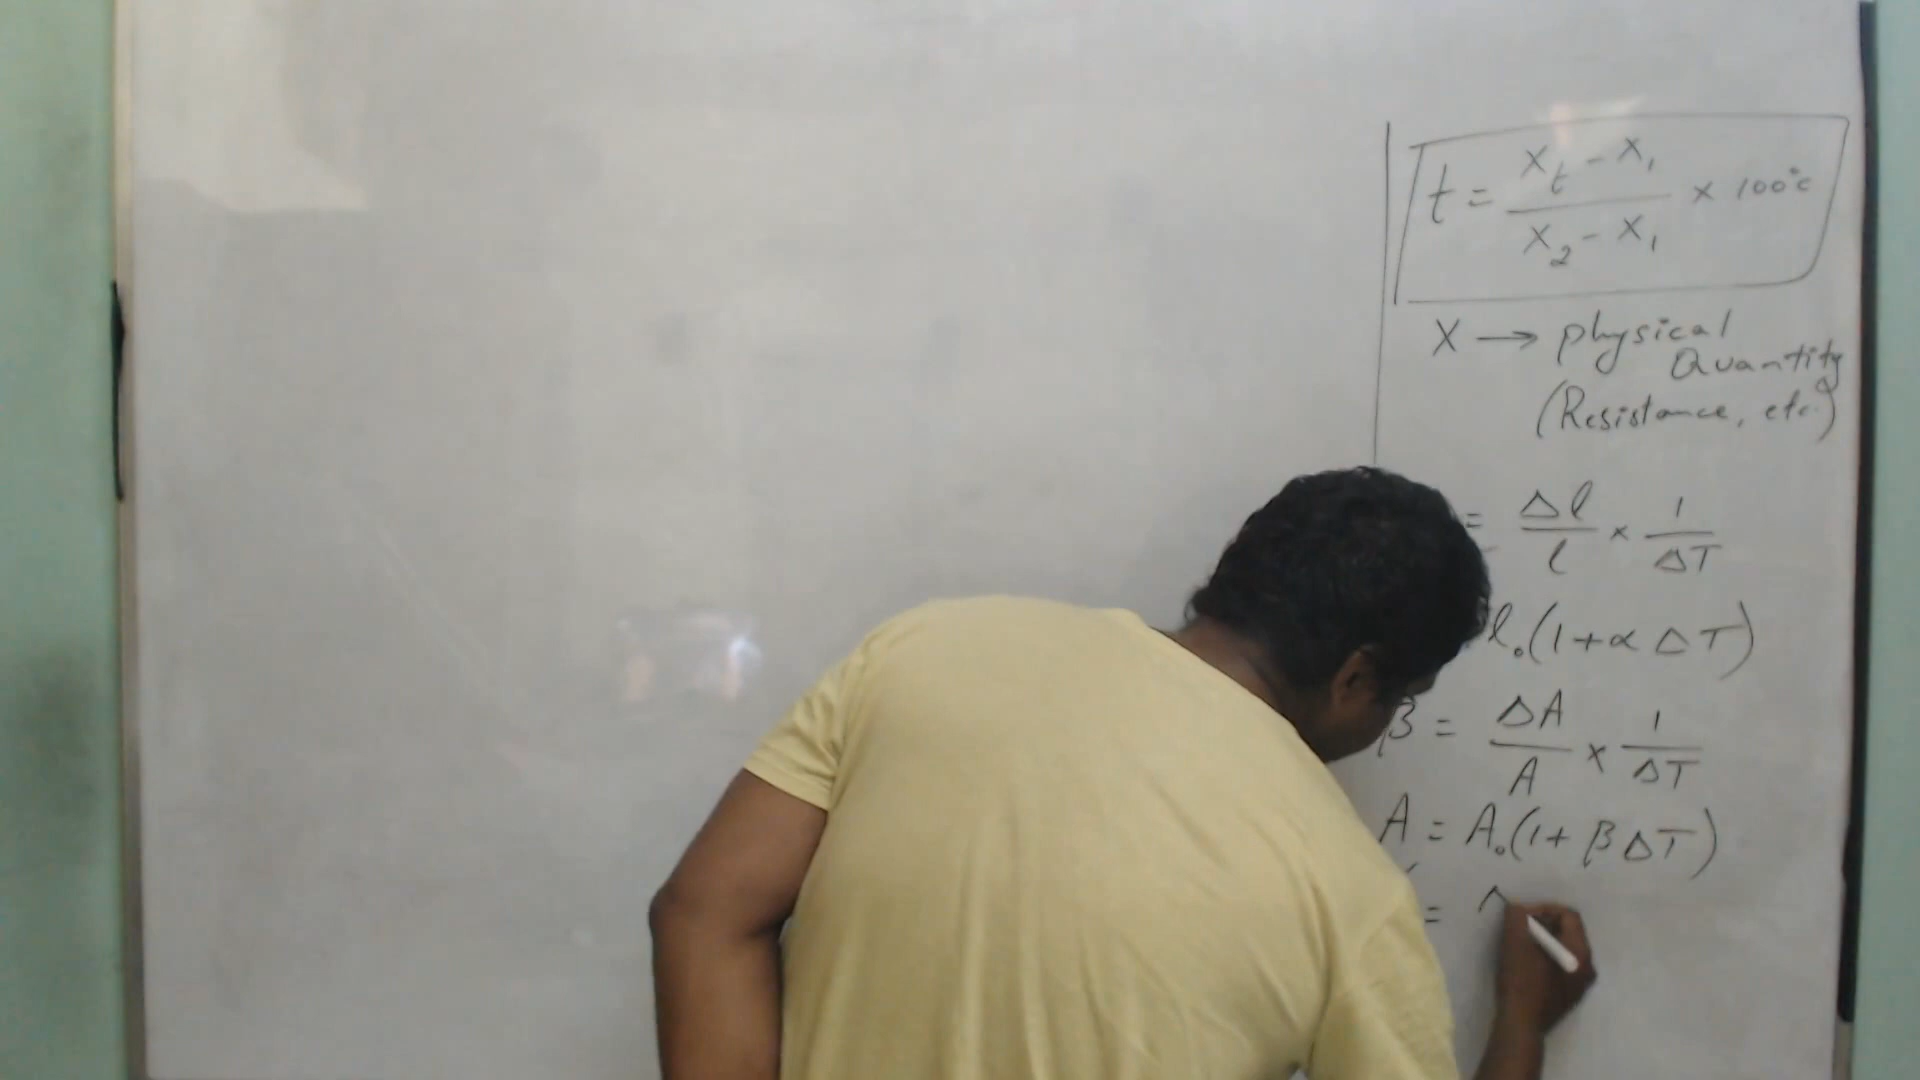 t = (X_t - X_1) / (X_2 - X_1) × 100°C
X → physical
Quantity
(Resistance, etc.)
= Δl / l × 1 / ΔT
l₀(1 + α ΔT)
β = ΔA / A × 1 / ΔT
A = A₀(1 + β ΔT)
= Δ